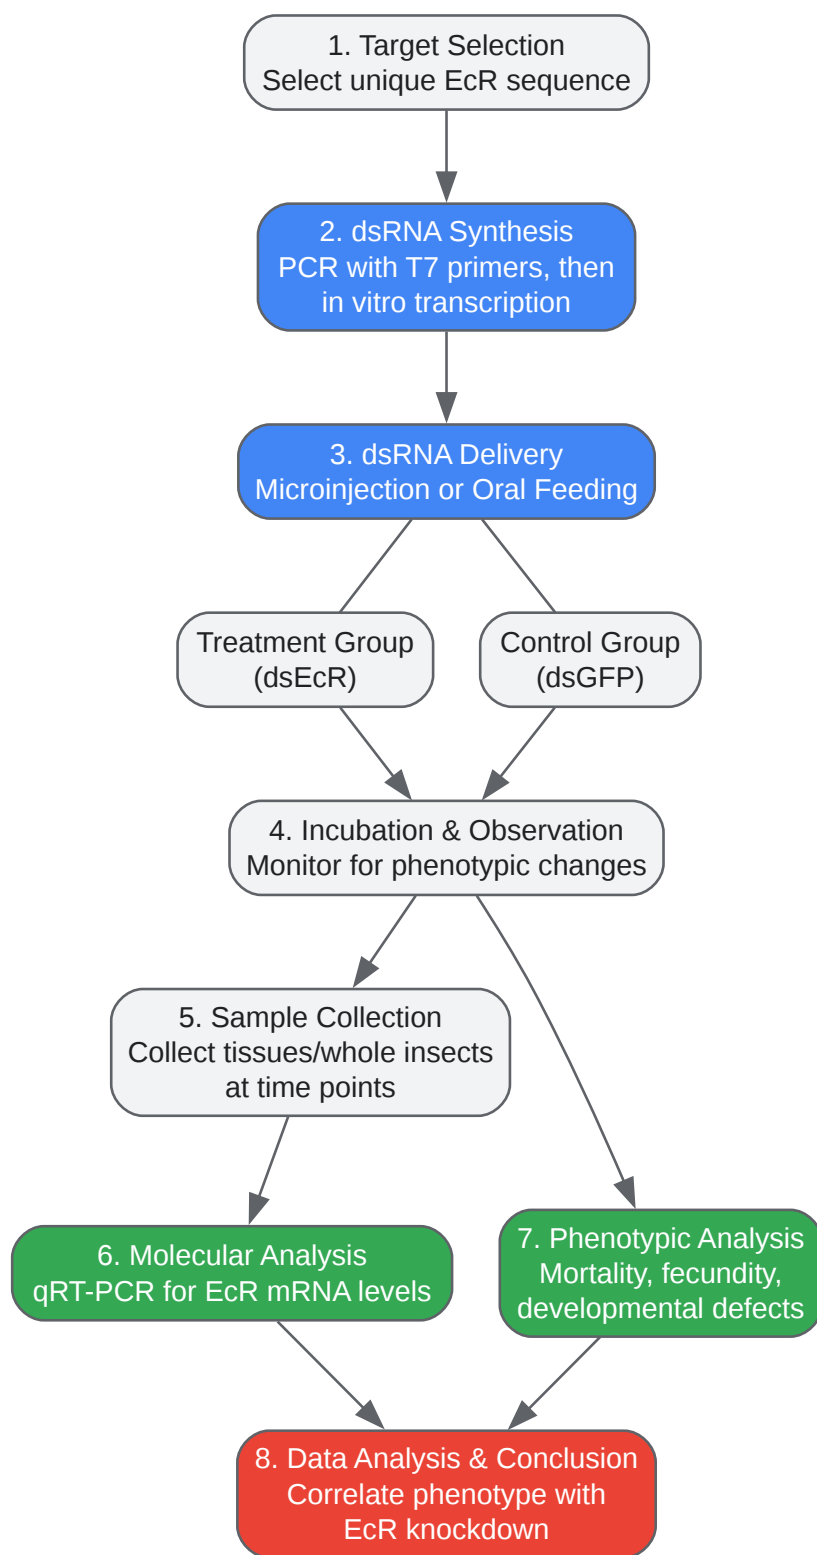 1. Target Selection
Select unique EcR sequence
2. dsRNA Synthesis
PCR with T7 primers, then
in vitro transcription
3. dsRNA Delivery
Microinjection or Oral Feeding
Treatment Group
(dsEcR)
Control Group
(dsGFP)
4. Incubation & Observation
Monitor for phenotypic changes
5. Sample Collection
Collect tissues/whole insects
at time points
6. Molecular Analysis
qRT-PCR for EcR mRNA levels
7. Phenotypic Analysis
Mortality, fecundity,
developmental defects
8. Data Analysis & Conclusion
Correlate phenotype with
EcR knockdown